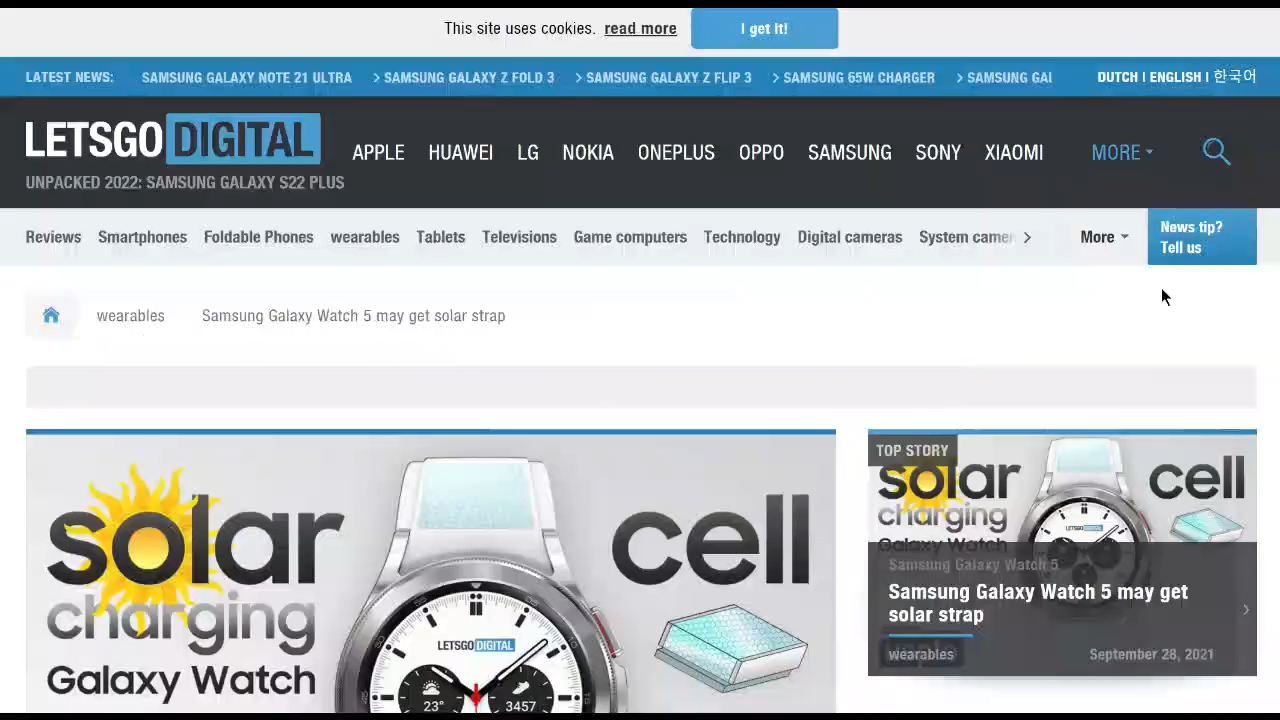 This site uses cookies. read more I get it!
LATEST NEWS: SAMSUNG GALAXY NOTE 21 ULTRA > SAMSUNG GALAXY Z FOLD 3 > SAMSUNG GALAXY Z FLIP 3 > SAMSUNG 65W CHARGER > SAMSUNG GAL DUTCH | ENGLISH | 한국어
LETSGO DIGITAL
APPLE HUAWEI LG NOKIA ONEPLUS OPPO SAMSUNG SONY XIAOMI MORE
UNPACKED 2022: SAMSUNG GALAXY S22 PLUS
Reviews Smartphones Foldable Phones wearables Tablets Televisions Game computers Technology Digital cameras System camer More
News tip?
Tell us
wearables Samsung Galaxy Watch 5 may get solar strap
solar cell
charging
Galaxy Watch
LETSGO DIGITAL
23° 3457
TOP STORY
solar cell
charging
Galaxy Watch
LETSGO DIGITAL
Samsung Galaxy Watch 5
Samsung Galaxy Watch 5 may get
solar strap
wearables September 28, 2021